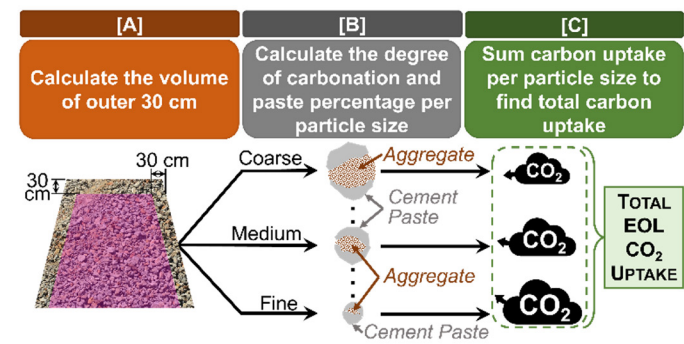 [A]
[B]
[C]
Calculate the volume
of outer 30 cm
Calculate the degree
of carbonation and
paste percentage per
particle size
Sum carbon uptake
per particle size to
find total carbon
uptake
30 cm
30
cm
Coarse
Medium
Fine
Aggregate
Cement
Paste
Aggregate
Cement Paste
CO₂
CO₂
CO₂
TOTAL
EOL
CO₂
UPTAKE